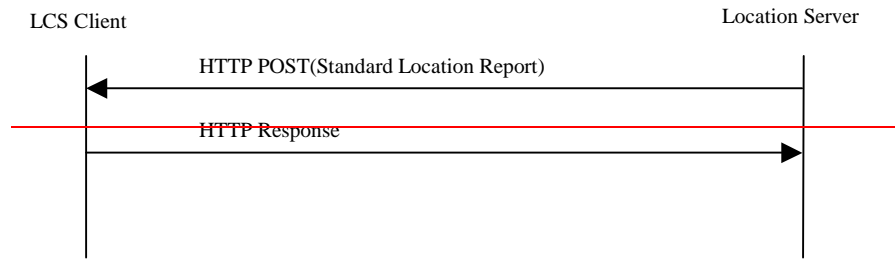 LCS Client
Location Server
HTTP POST(Standard Location Report)
HTTP Response